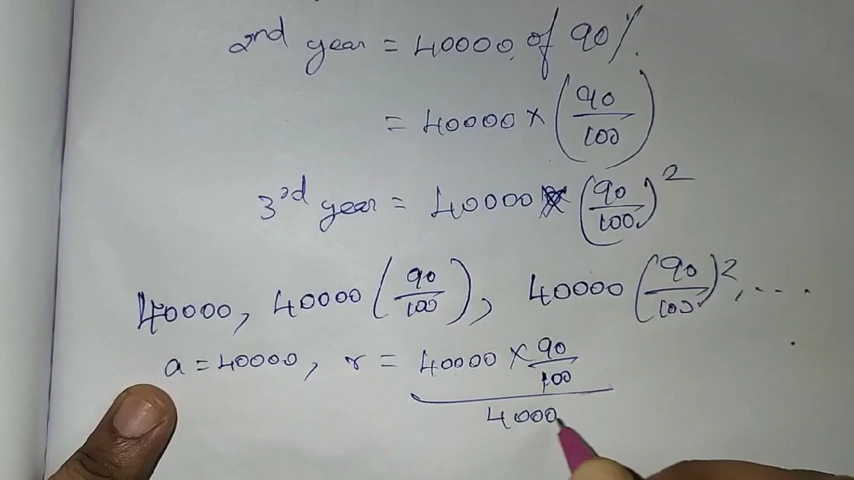 2nd year = 40000 of 90%.
= 40000 × (90/100)
3rd year = 40000 (90/100)²
40000, 40000 (90/100), 40000 (90/100)², ....
a = 40000, r = 40000 × 90/100 / 4000